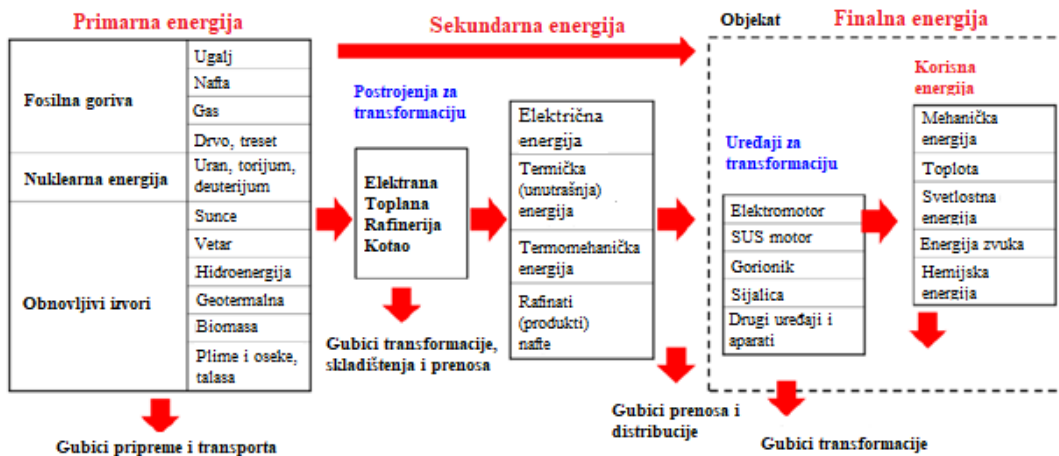 Primarna energija
Fosilna goriva
Ugalj
Nafta
Gas
Drvo, treset
Nuklearna energija
Uran, torijum,
deuterijum
Obnovljivi izvori
Sunce
Vetar
Hidroenergija
Geotermalna
Biomasa
Plime i oseke,
talasa
Gubici pripreme i transporta
Sekundarna energija
Postrojenja za
transformaciju
Elektrana
Toplana
Rafinerija
Kotao
Gubici transformacije,
skladištenja i prenosa
Električna
energija
Termička
(unutrašnja)
energija
Termomehanička
energija
Rafinati
(produkti)
nafte
Gubici prenosa i
distribucije
Objekat
Finalna energija
Uređaji za
transformaciju
Elektromotor
SUS motor
Gorionik
Sijalica
Drugi uređaji i
aparati
Gubici transformacije
Korisna
energija
Mehanička
energija
Toplota
Svetlostna
energija
Energija zvuka
Hemijska
energija